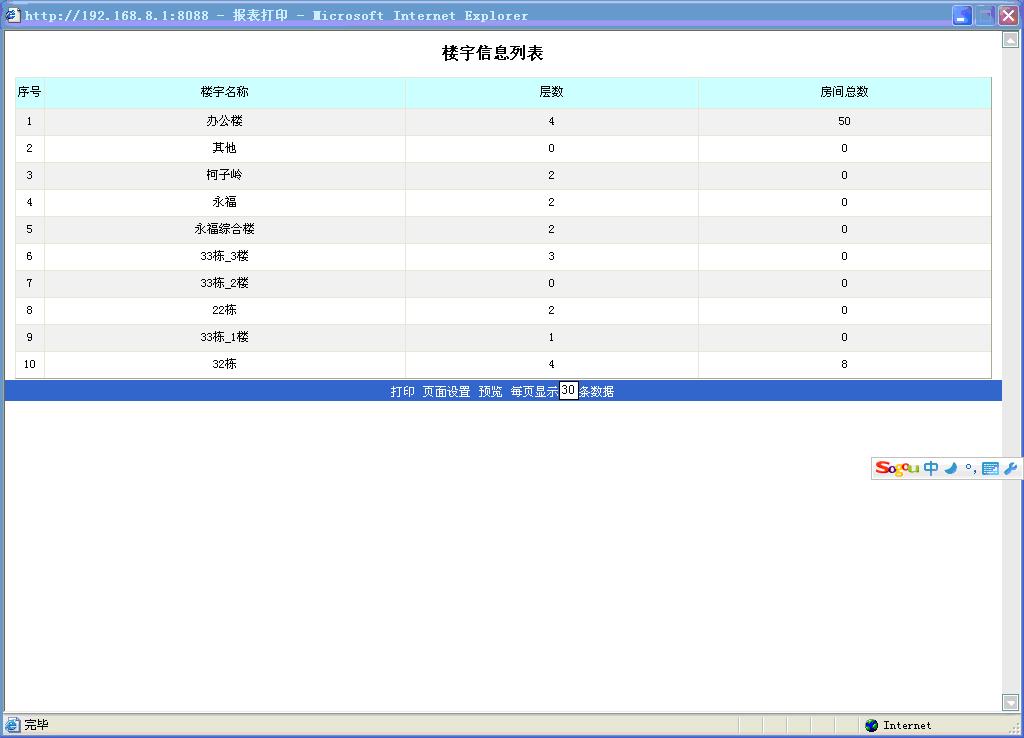 http://192.168.8.1:8088 - 报表打印 - Microsoft Internet Explorer
楼宇信息列表
序号 楼宇名称 层数 房间总数
1 办公楼 4 50
2 其他 0 0
3 柯子岭 2 0
4 永福 2 0
5 永福综合楼 2 0
6 33栋_3楼 3 0
7 33栋_2楼 0 0
8 22栋 2 0
9 33栋_1楼 1 0
10 32栋 4 8
打印 页面设置 预览 每页显示30条数据
Sogou 中 °,
完毕 Internet